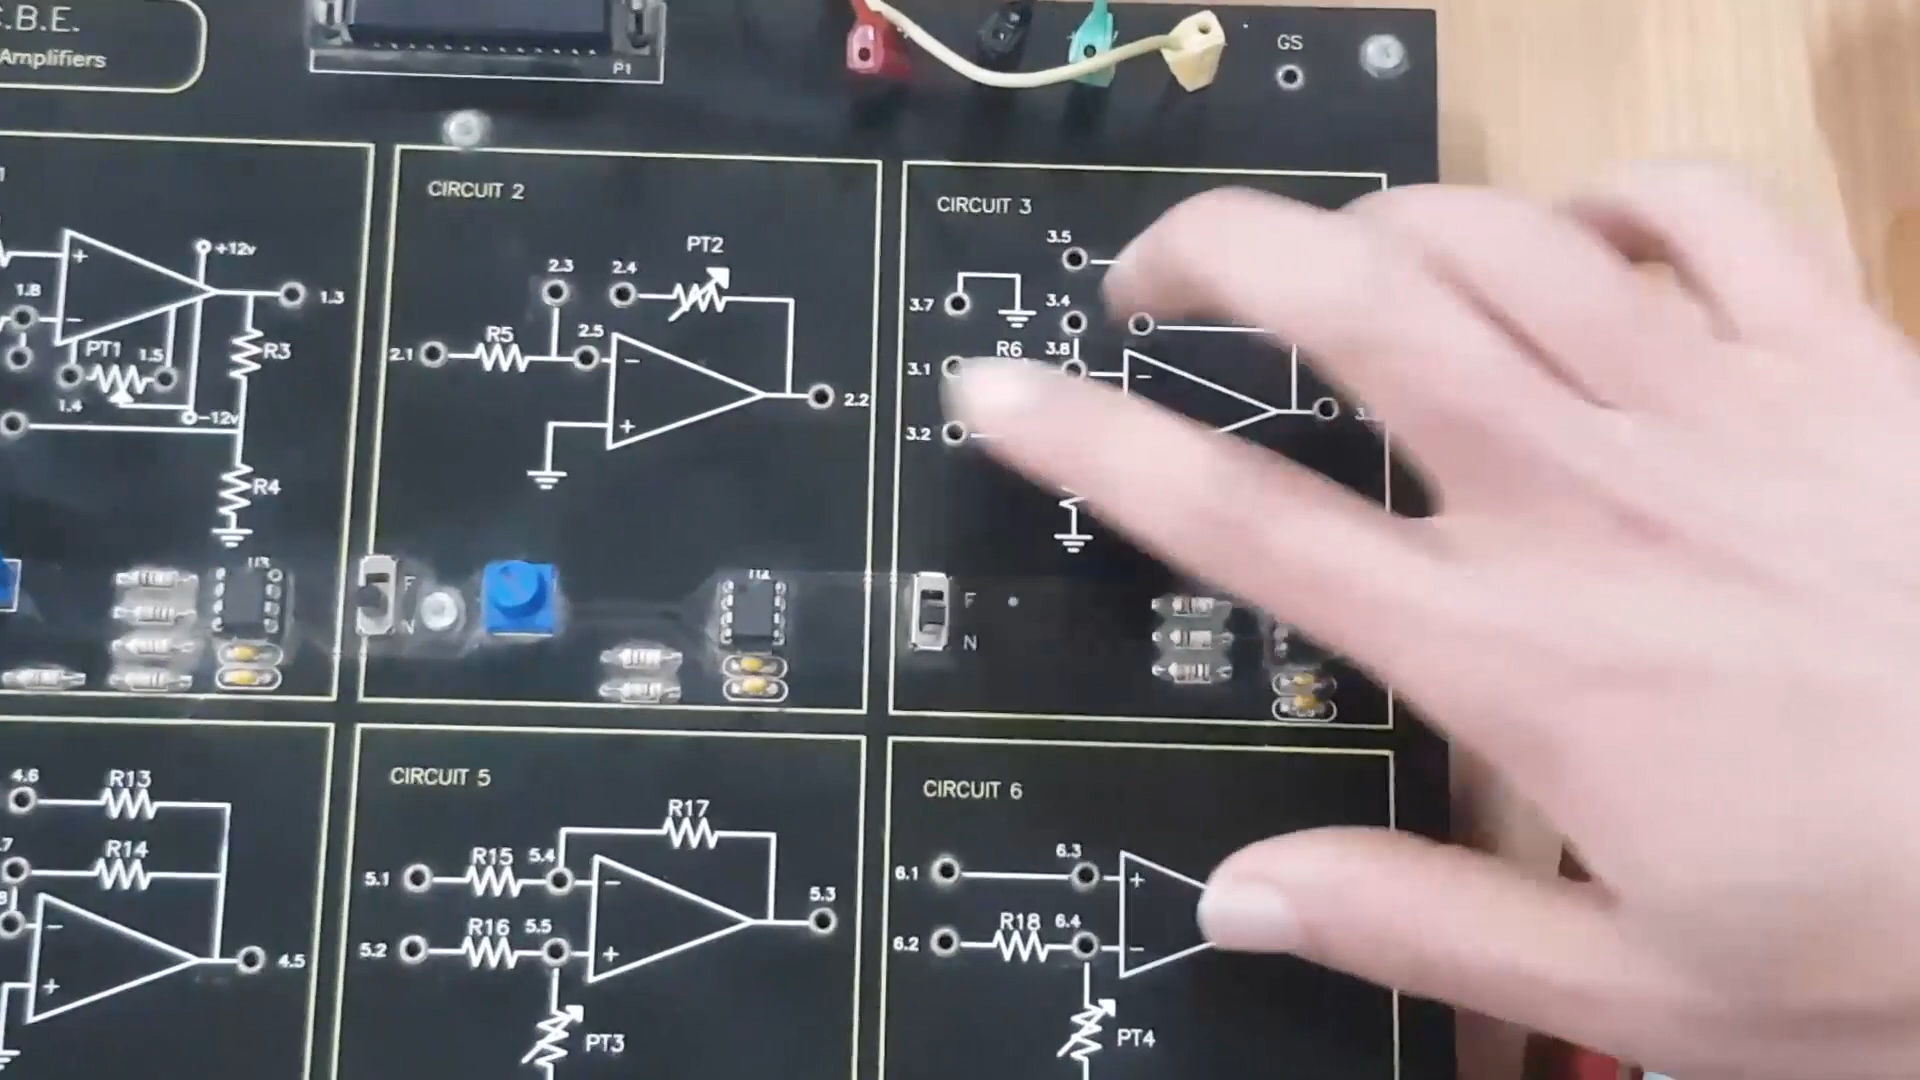 C.B.E.
Amplifiers
P1
GS
+12v
1.8
1.3
PT1
1.5
R3
1.4
-12v
R4
U3
F
N
CIRCUIT 2
PT2
2.3
2.4
R5
2.5
2.1
2.2
CIRCUIT 3
3.5
3.7
3.4
R6
3.8
3.1
3.2
F
N
4.6
R13
R14
4.5
CIRCUIT 5
R17
R15
5.4
5.1
5.3
R16
5.5
5.2
PT3
CIRCUIT 6
6.3
6.1
R18
6.4
6.2
PT4